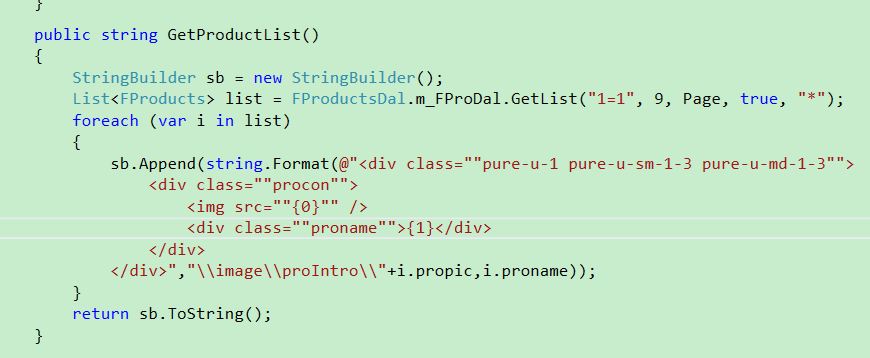 }
public string GetProductList()
{
    StringBuilder sb = new StringBuilder();
    List<FProducts> list = FProductsDal.m_FProDal.GetList("1=1", 9, Page, true, "*");
    foreach (var i in list)
    {
        sb.Append(string.Format(@"<div class=""pure-u-1 pure-u-sm-1-3 pure-u-md-1-3"">
            <div class=""procon"">
                <img src=""{0}"" />
                <div class=""proname"">{1}</div>
            </div>
        </div>","\\image\\proIntro\\"+i.propic,i.proname));
    }
    return sb.ToString();
}